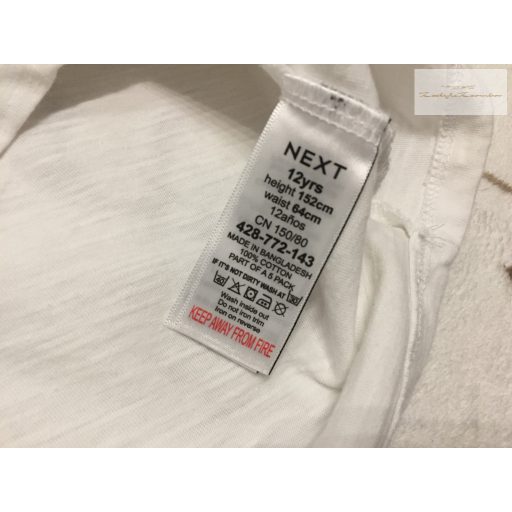 NEXT
12yrs
height 152cm
waist 64cm
12años
CN 150/80
428-772-143
MADE IN BANGLADESH
100% COTTON
PART OF A 5 PACK
IF IT'S NOT DIRTY WASH AT 30
40
Wash inside out
Do not iron trim
Iron on reverse
KEEP AWAY FROM FIRE